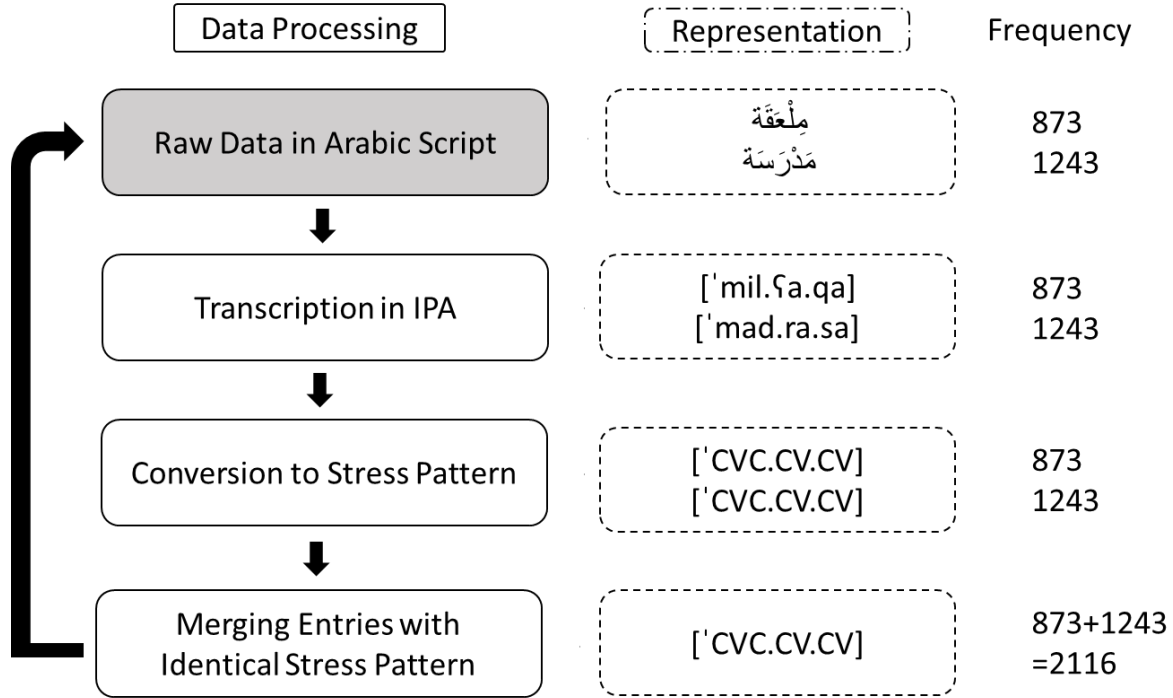 Data Processing
Representation
Frequency
Raw Data in Arabic Script
مِلْعَقَة
مَدْرَسَة
873
1243
Transcription in IPA
[ˈmil.ʕa.qa]
[ˈmad.ra.sa]
873
1243
Conversion to Stress Pattern
[ˈCVC.CV.CV]
[ˈCVC.CV.CV]
873
1243
Merging Entries with
Identical Stress Pattern
[ˈCVC.CV.CV]
873+1243
=2116